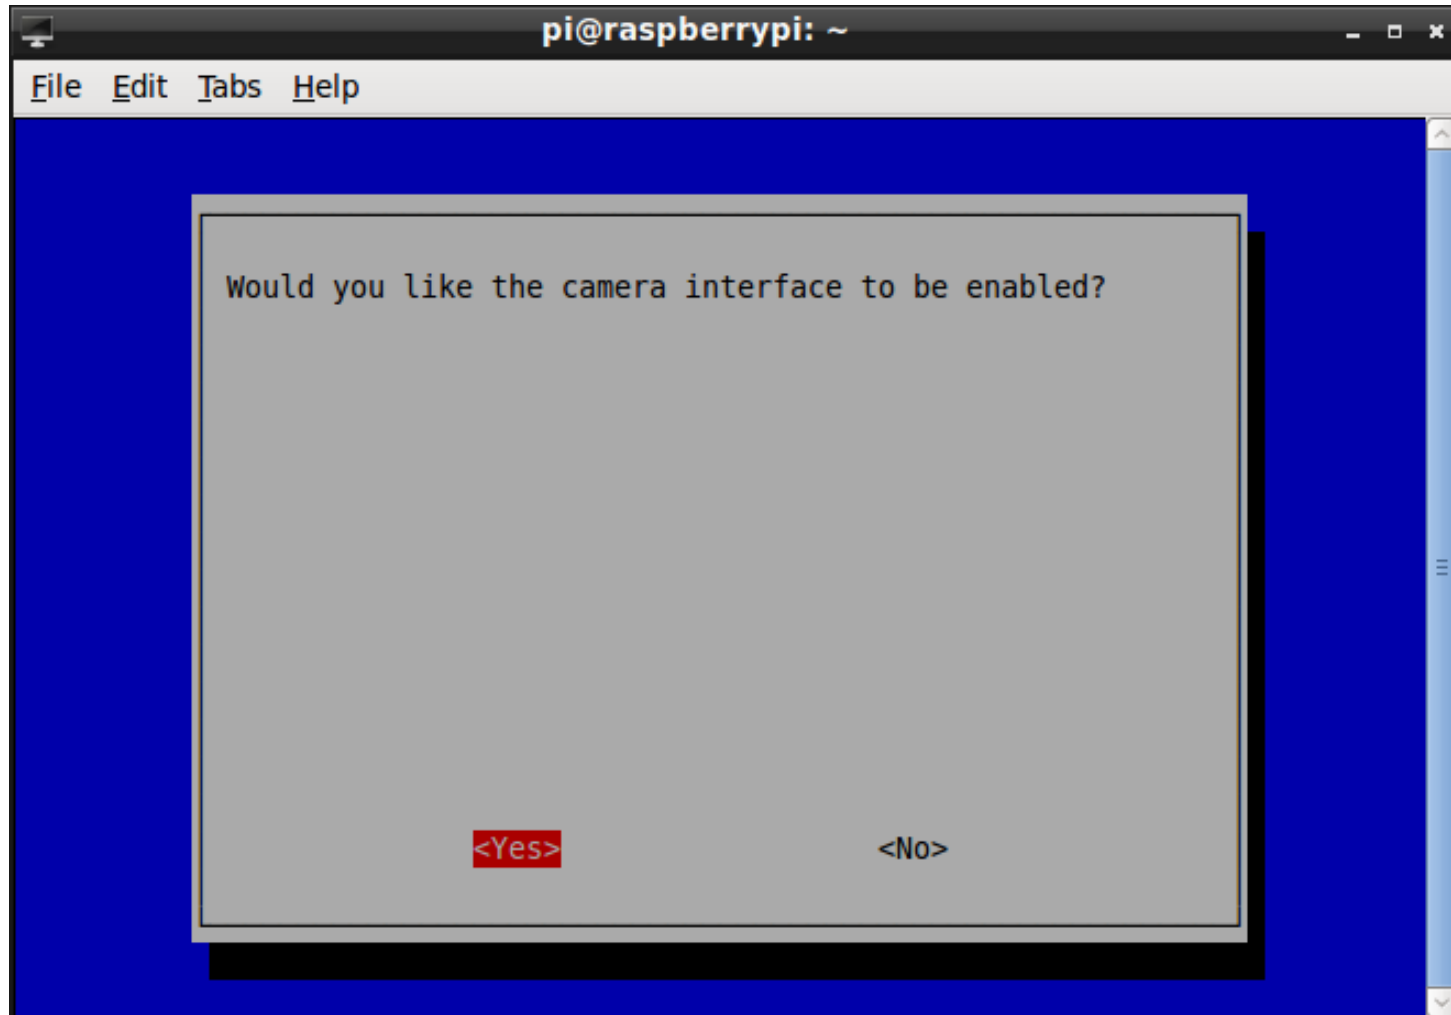 pi@raspberrypi: ~
File Edit Tabs Help
Would you like the camera interface to be enabled?
<Yes> <No>